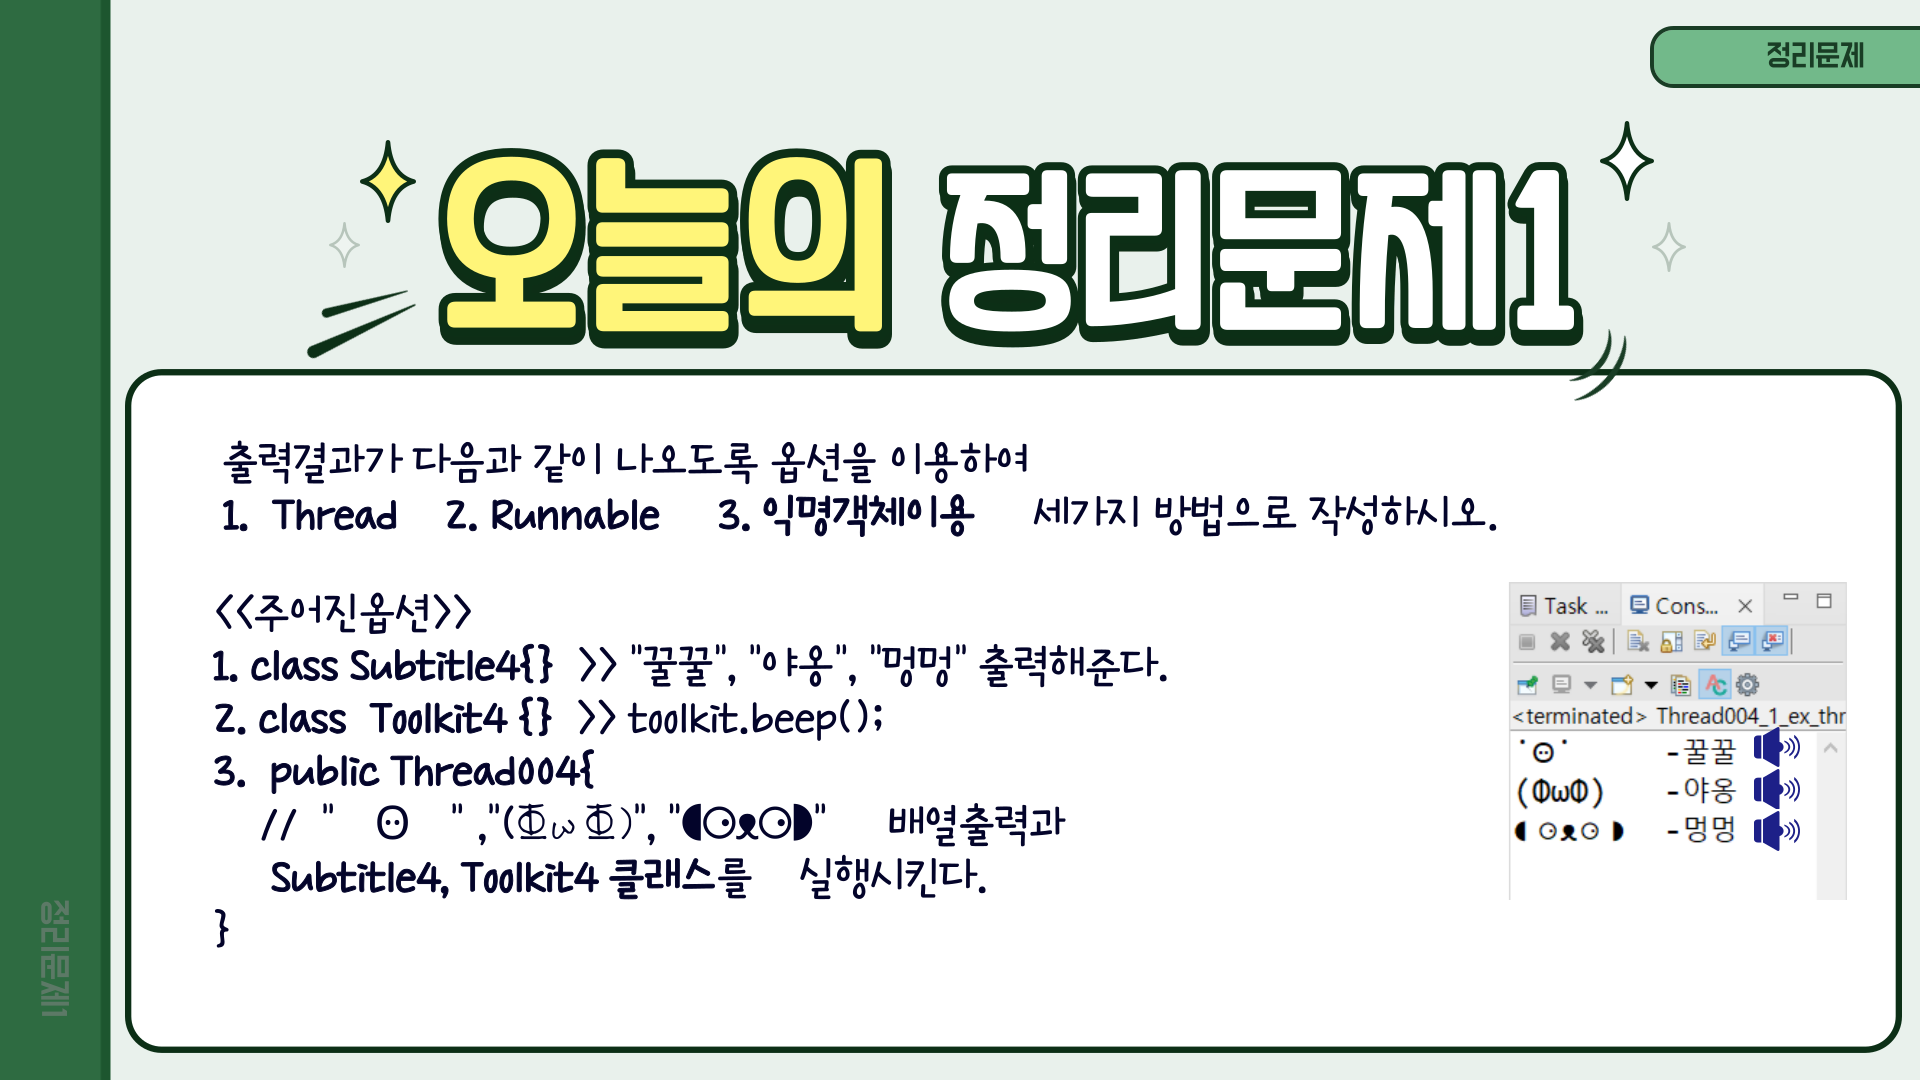 정리문제
오늘의 정리문제1
출력결과가 다음과 같이 나오도록 옵션을 이용하여
1. Thread 2. Runnable 3. 익명객체이용 세가지 방법으로 작성하시오.
<<주어진옵션>>
1. class Subtitle4{} >> "꿀꿀", "야옹", "멍멍" 출력해준다.
2. class Toolkit4 {} >> toolkit.beep();
3. public Thread004{
// " ʘ̈ " ,"(Φω Φ)", "◖⚆ᴥ⚆◗" 배열출력과
Subtitle4, Toolkit4 클래스를 실행시킨다.
}
Task ...
Cons...
<terminated> Thread004_1_ex_thr
˙ʘ̈˙ -꿀꿀
(ΦωΦ) -야옹
◖⚆ᴥ⚆◗ -멍멍
정리문제1